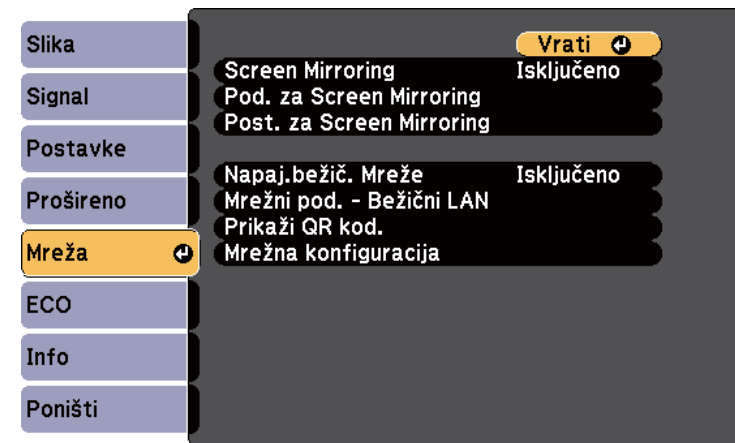 Slika
Signal
Postavke
Prošireno
Mreža
ECO
Info
Poništi
Vrati
Screen Mirroring Isključeno
Pod. za Screen Mirroring
Post. za Screen Mirroring
Napaj.bežič. Mreže Isključeno
Mrežni pod. - Bežični LAN
Prikaži QR kod.
Mrežna konfiguracija